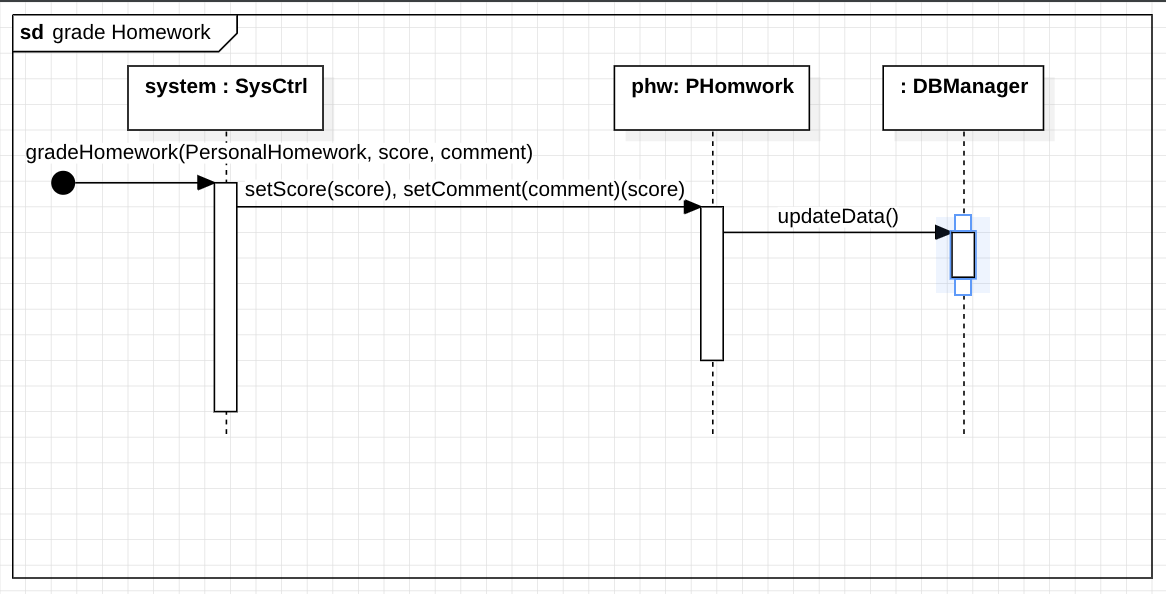 sd grade Homework
system : SysCtrl
phw: PHomwork
: DBManager
gradeHomework(PersonalHomework, score, comment)
setScore(score), setComment(comment)(score)
updateData()